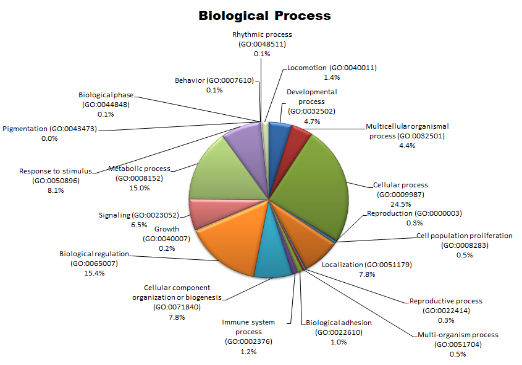 Biological Process
Rhythmic process
(GO:0048511)
0.1%
Locomotion (GO:0040011)
1.4%
Developmental
process
(GO:0032502)
4.7%
Multicellular organismal
process (GO:0032501)
4.4%
Cellular process
(GO:0009987)
24.5%
Reproduction (GO:0000003)
0.3%
Cell population proliferation
(GO:0008283)
0.5%
Localization (GO:0051179)
7.8%
Reproductive process
(GO:0022414)
0.3%
Multi-organism process
(GO:0051704)
0.5%
Biological adhesion
(GO:0022610)
1.0%
Immune system
process
(GO:0002376)
1.2%
Cellular component
organization or biogenesis
(GO:0071840)
7.8%
Biological regulation
(GO:0065007)
15.4%
Growth
(GO:0040007)
0.2%
Signaling (GO:0023052)
6.5%
Metabolic process
(GO:0008152)
15.0%
Response to stimulus
(GO:0050896)
8.1%
Pigmentation (GO:0043473)
0.0%
Biological phase
(GO:0044848)
0.1%
Behavior (GO:0007610)
0.1%